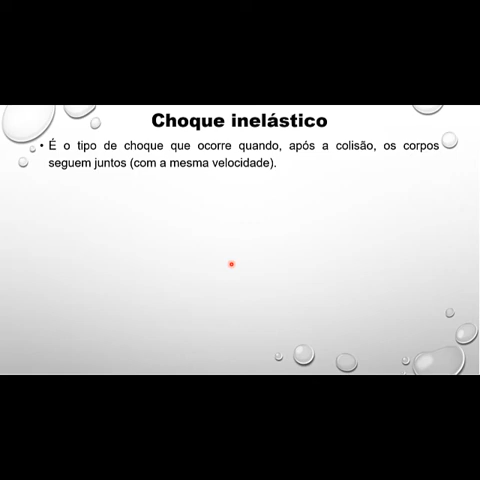 Choque inelástico
• É o tipo de choque que ocorre quando, após a colisão, os corpos
seguem juntos (com a mesma velocidade).